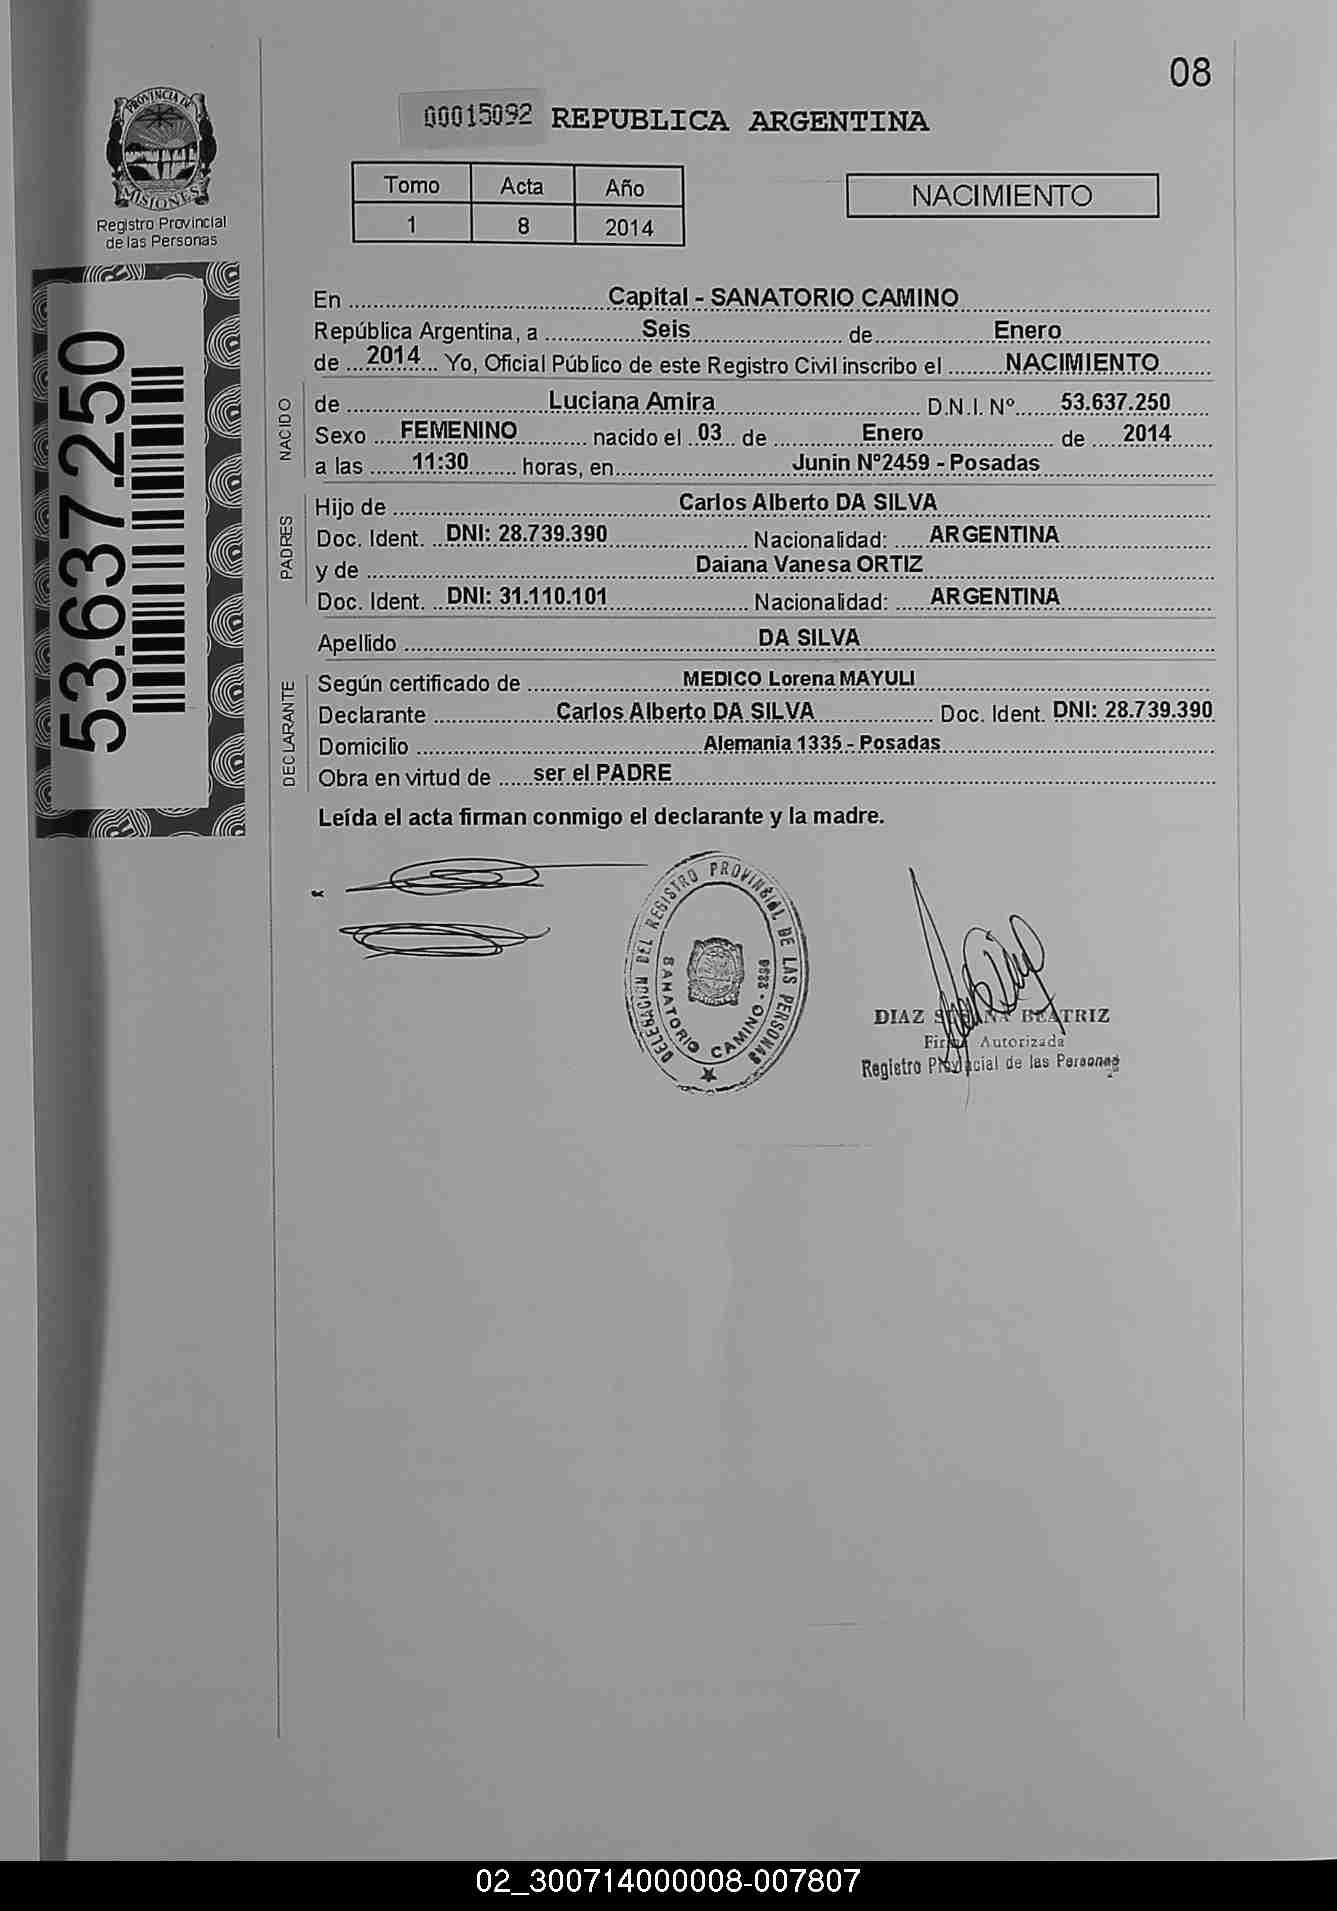 08
PROVINCIA DE
MISIONES
Registro Provincial
de las Personas
53.637.250
00015092 REPUBLICA ARGENTINA
Tomo Acta Año
1 8 2014
NACIMIENTO
En ........ Capital - SANATORIO CAMINO ........
República Argentina, a ........ Seis ........ de ........ Enero ........
de ... 2014 ... Yo, Oficial Público de este Registro Civil inscribo el ........ NACIMIENTO ........
NACIDO
de ........ Luciana Amira ........ D.N.I. Nº ...... 53.637.250 ......
Sexo .... FEMENINO ........ nacido el .. 03 .. de ........ Enero ........ de .... 2014 ......
a las ...... 11:30 ...... horas, en ........ Junin Nº2459 - Posadas ........
PADRES
Hijo de ........ Carlos Alberto DA SILVA ........
Doc. Ident. .. DNI: 28.739.390 ........ Nacionalidad: ..... ARGENTINA ........
y de ........ Daiana Vanesa ORTIZ ........
Doc. Ident. .. DNI: 31.110.101 ........ Nacionalidad: ..... ARGENTINA ........
Apellido ........ DA SILVA ........
DECLARANTE
Según certificado de ........ MEDICO Lorena MAYULI ........
Declarante ........ Carlos Alberto DA SILVA ........ Doc. Ident. DNI: 28.739.390
Domicilio ........ Alemania 1335 - Posadas ........
Obra en virtud de ..... ser el PADRE ........
Leída el acta firman conmigo el declarante y la madre.
DELEGACION DEL REGISTRO PROVINCIAL DE LAS PERSONAS
SANATORIO CAMINO -
DIAZ SUSANA BEATRIZ
Firma Autorizada
Registro Provincial de las Personas
02_300714000008-007807